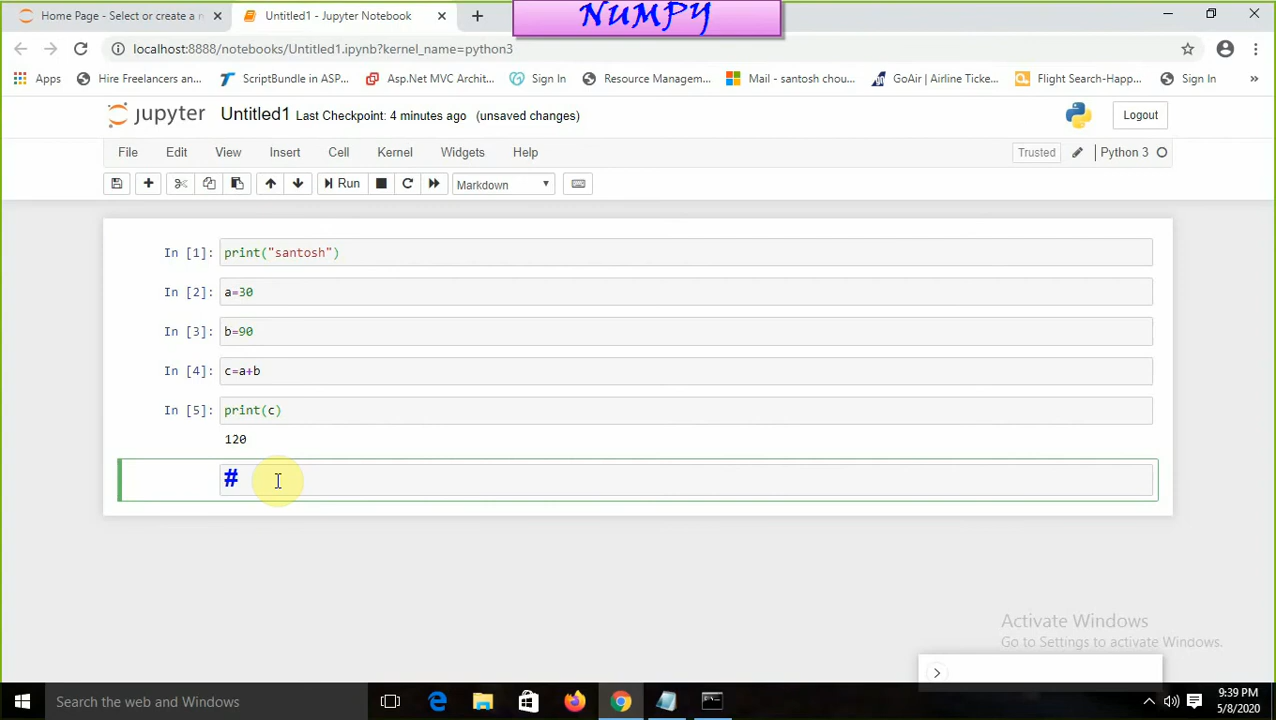 NUMPY
Home Page - Select or create a n
Untitled1 - Jupyter Notebook
localhost:8888/notebooks/Untitled1.ipynb?kernel_name=python3
Apps Hire Freelancers an... ScriptBundle in ASP... Asp.Net MVC Archit... Sign In Resource Managem... Mail - santosh chou... GoAir | Airline Ticke... Flight Search-Happ... Sign In »
jupyter Untitled1 Last Checkpoint: 4 minutes ago (unsaved changes) Logout
File Edit View Insert Cell Kernel Widgets Help Trusted Python 3
Run Markdown
In [1]: print("santosh")
In [2]: a=30
In [3]: b=90
In [4]: c=a+b
In [5]: print(c)
120
#
Activate Windows
Go to Settings to activate Windows.
Search the web and Windows
9:39 PM
5/8/2020